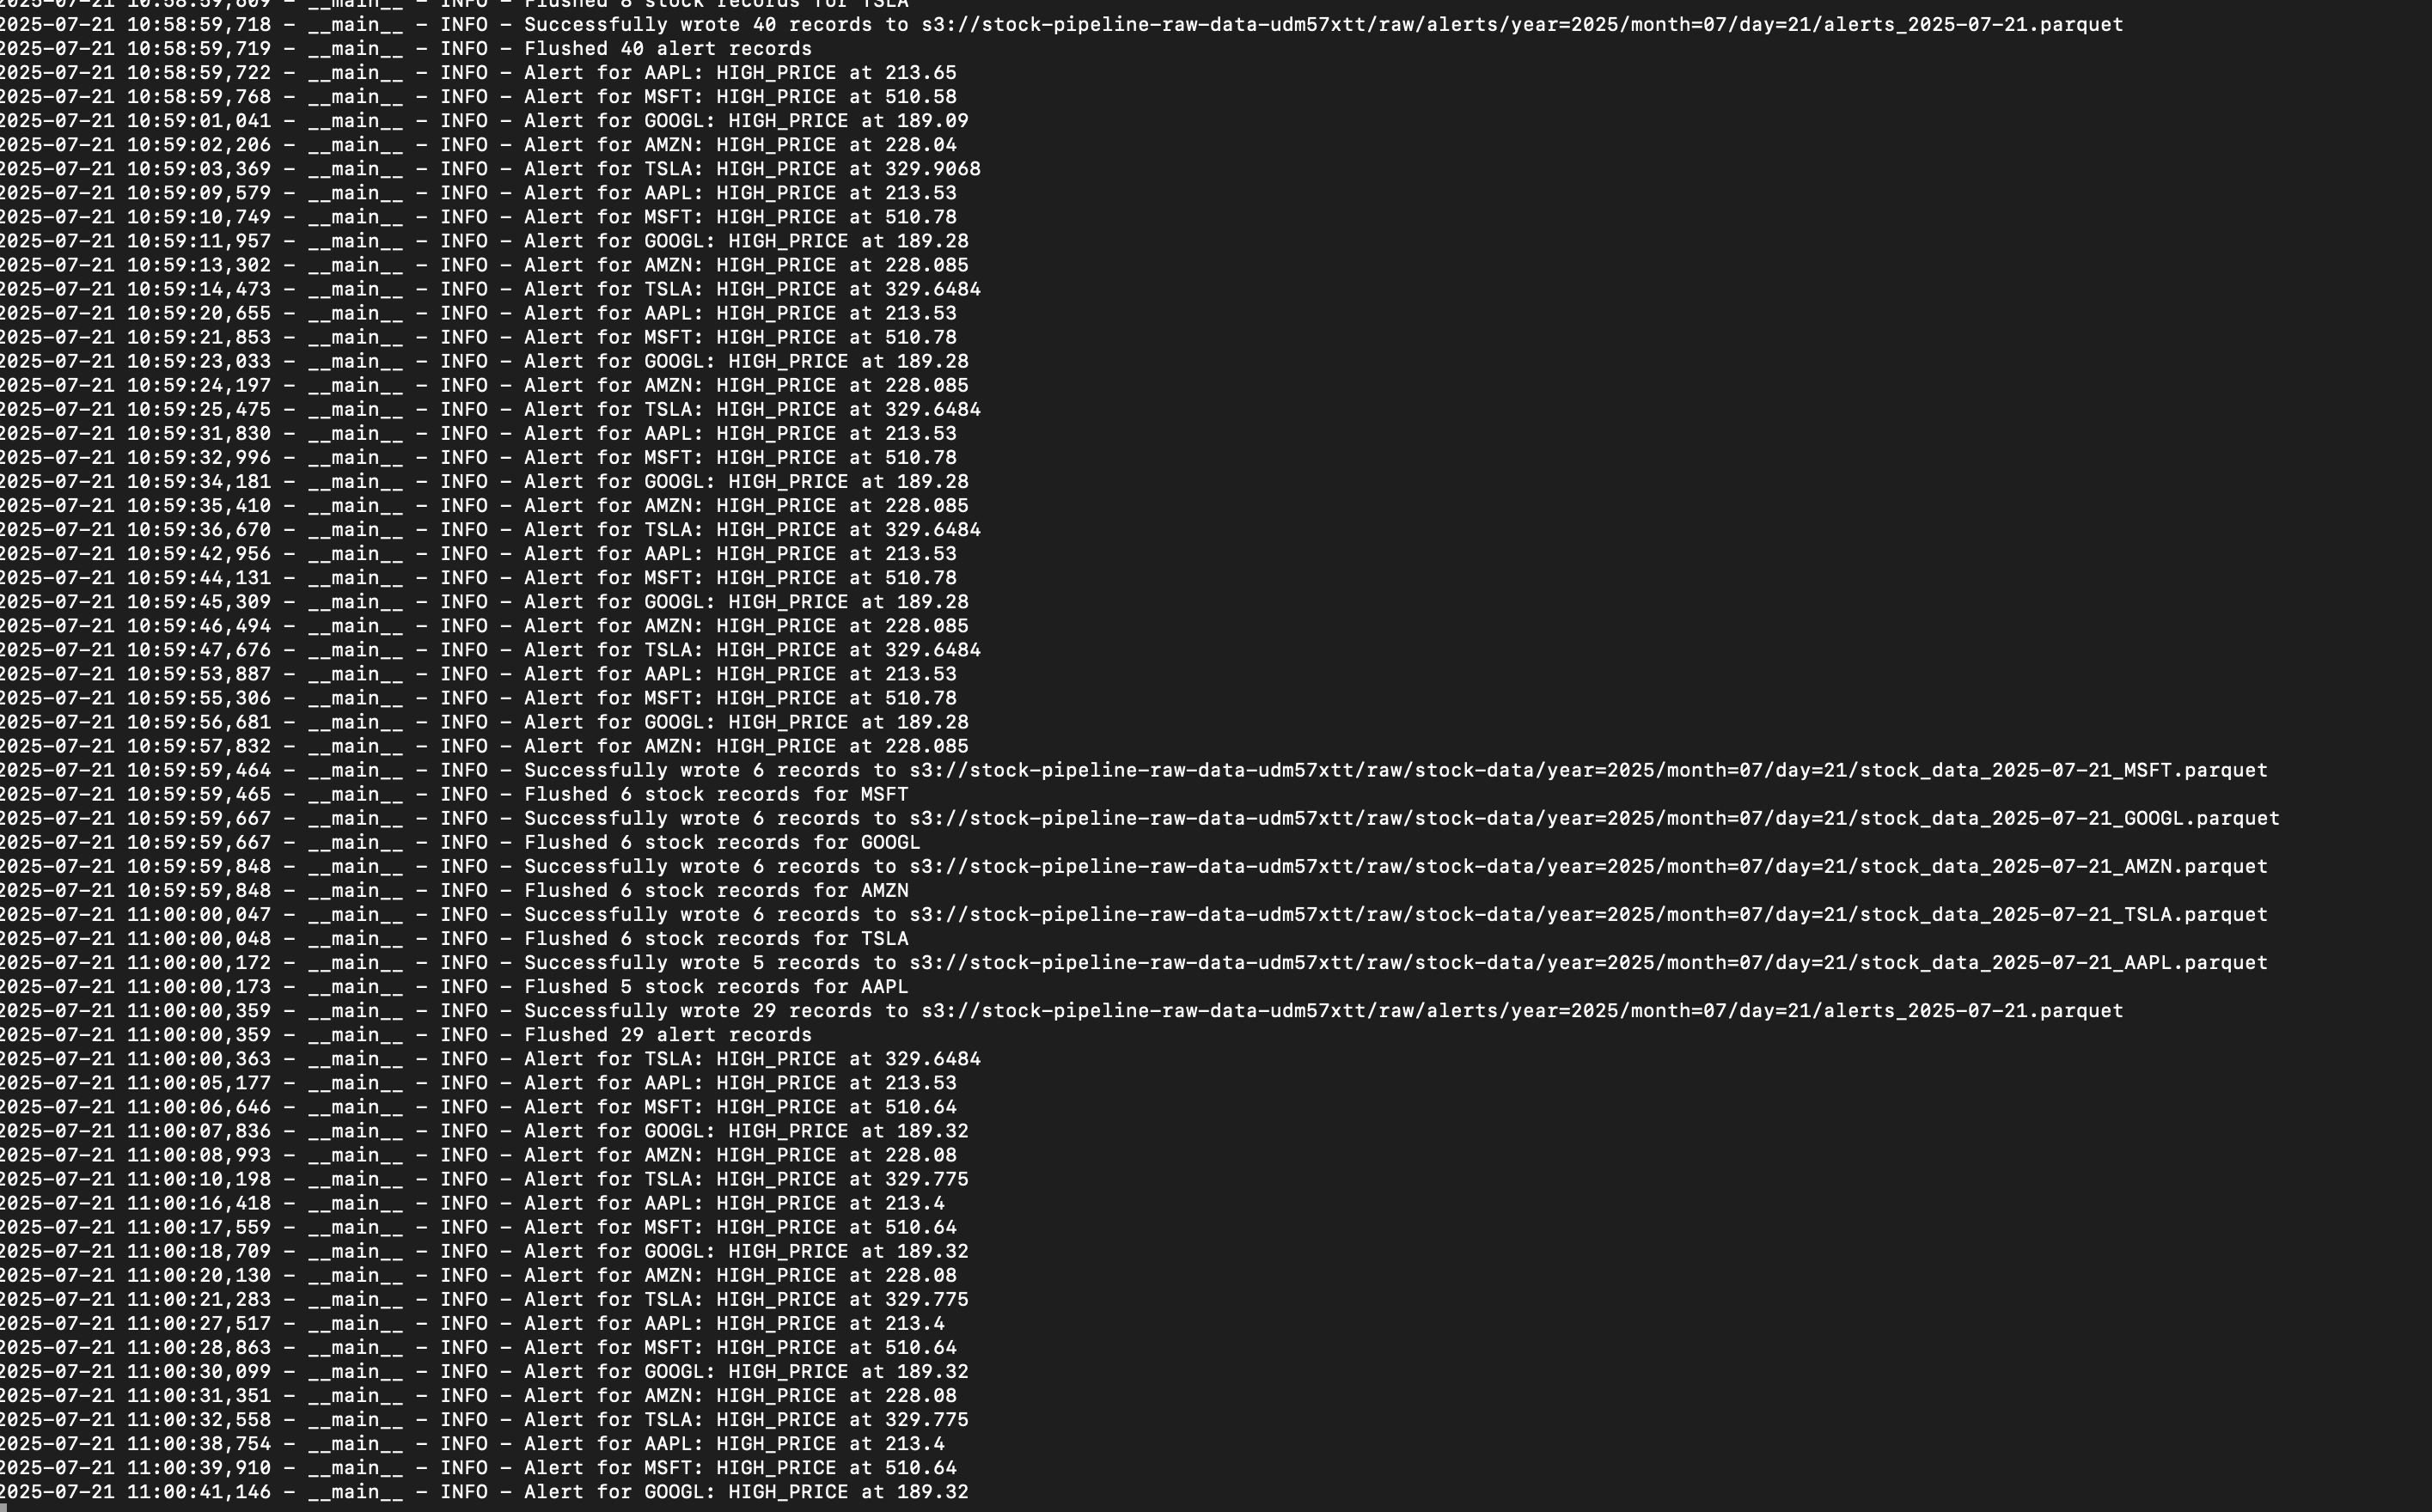 2025-07-21 10:58:59,609 - __main__ - INFO - Flushed 8 stock records for TSLA
2025-07-21 10:58:59,718 - __main__ - INFO - Successfully wrote 40 records to s3://stock-pipeline-raw-data-udm57xtt/raw/alerts/year=2025/month=07/day=21/alerts_2025-07-21.parquet
2025-07-21 10:58:59,719 - __main__ - INFO - Flushed 40 alert records
2025-07-21 10:58:59,722 - __main__ - INFO - Alert for AAPL: HIGH_PRICE at 213.65
2025-07-21 10:58:59,768 - __main__ - INFO - Alert for MSFT: HIGH_PRICE at 510.58
2025-07-21 10:59:01,041 - __main__ - INFO - Alert for GOOGL: HIGH_PRICE at 189.09
2025-07-21 10:59:02,206 - __main__ - INFO - Alert for AMZN: HIGH_PRICE at 228.04
2025-07-21 10:59:03,369 - __main__ - INFO - Alert for TSLA: HIGH_PRICE at 329.9068
2025-07-21 10:59:09,579 - __main__ - INFO - Alert for AAPL: HIGH_PRICE at 213.53
2025-07-21 10:59:10,749 - __main__ - INFO - Alert for MSFT: HIGH_PRICE at 510.78
2025-07-21 10:59:11,957 - __main__ - INFO - Alert for GOOGL: HIGH_PRICE at 189.28
2025-07-21 10:59:13,302 - __main__ - INFO - Alert for AMZN: HIGH_PRICE at 228.085
2025-07-21 10:59:14,473 - __main__ - INFO - Alert for TSLA: HIGH_PRICE at 329.6484
2025-07-21 10:59:20,655 - __main__ - INFO - Alert for AAPL: HIGH_PRICE at 213.53
2025-07-21 10:59:21,853 - __main__ - INFO - Alert for MSFT: HIGH_PRICE at 510.78
2025-07-21 10:59:23,033 - __main__ - INFO - Alert for GOOGL: HIGH_PRICE at 189.28
2025-07-21 10:59:24,197 - __main__ - INFO - Alert for AMZN: HIGH_PRICE at 228.085
2025-07-21 10:59:25,475 - __main__ - INFO - Alert for TSLA: HIGH_PRICE at 329.6484
2025-07-21 10:59:31,830 - __main__ - INFO - Alert for AAPL: HIGH_PRICE at 213.53
2025-07-21 10:59:32,996 - __main__ - INFO - Alert for MSFT: HIGH_PRICE at 510.78
2025-07-21 10:59:34,181 - __main__ - INFO - Alert for GOOGL: HIGH_PRICE at 189.28
2025-07-21 10:59:35,410 - __main__ - INFO - Alert for AMZN: HIGH_PRICE at 228.085
2025-07-21 10:59:36,670 - __main__ - INFO - Alert for TSLA: HIGH_PRICE at 329.6484
2025-07-21 10:59:42,956 - __main__ - INFO - Alert for AAPL: HIGH_PRICE at 213.53
2025-07-21 10:59:44,131 - __main__ - INFO - Alert for MSFT: HIGH_PRICE at 510.78
2025-07-21 10:59:45,309 - __main__ - INFO - Alert for GOOGL: HIGH_PRICE at 189.28
2025-07-21 10:59:46,494 - __main__ - INFO - Alert for AMZN: HIGH_PRICE at 228.085
2025-07-21 10:59:47,676 - __main__ - INFO - Alert for TSLA: HIGH_PRICE at 329.6484
2025-07-21 10:59:53,887 - __main__ - INFO - Alert for AAPL: HIGH_PRICE at 213.53
2025-07-21 10:59:55,306 - __main__ - INFO - Alert for MSFT: HIGH_PRICE at 510.78
2025-07-21 10:59:56,681 - __main__ - INFO - Alert for GOOGL: HIGH_PRICE at 189.28
2025-07-21 10:59:57,832 - __main__ - INFO - Alert for AMZN: HIGH_PRICE at 228.085
2025-07-21 10:59:59,464 - __main__ - INFO - Successfully wrote 6 records to s3://stock-pipeline-raw-data-udm57xtt/raw/stock-data/year=2025/month=07/day=21/stock_data_2025-07-21_MSFT.parquet
2025-07-21 10:59:59,465 - __main__ - INFO - Flushed 6 stock records for MSFT
2025-07-21 10:59:59,667 - __main__ - INFO - Successfully wrote 6 records to s3://stock-pipeline-raw-data-udm57xtt/raw/stock-data/year=2025/month=07/day=21/stock_data_2025-07-21_GOOGL.parquet
2025-07-21 10:59:59,667 - __main__ - INFO - Flushed 6 stock records for GOOGL
2025-07-21 10:59:59,848 - __main__ - INFO - Successfully wrote 6 records to s3://stock-pipeline-raw-data-udm57xtt/raw/stock-data/year=2025/month=07/day=21/stock_data_2025-07-21_AMZN.parquet
2025-07-21 10:59:59,848 - __main__ - INFO - Flushed 6 stock records for AMZN
2025-07-21 11:00:00,047 - __main__ - INFO - Successfully wrote 6 records to s3://stock-pipeline-raw-data-udm57xtt/raw/stock-data/year=2025/month=07/day=21/stock_data_2025-07-21_TSLA.parquet
2025-07-21 11:00:00,048 - __main__ - INFO - Flushed 6 stock records for TSLA
2025-07-21 11:00:00,172 - __main__ - INFO - Successfully wrote 5 records to s3://stock-pipeline-raw-data-udm57xtt/raw/stock-data/year=2025/month=07/day=21/stock_data_2025-07-21_AAPL.parquet
2025-07-21 11:00:00,173 - __main__ - INFO - Flushed 5 stock records for AAPL
2025-07-21 11:00:00,359 - __main__ - INFO - Successfully wrote 29 records to s3://stock-pipeline-raw-data-udm57xtt/raw/alerts/year=2025/month=07/day=21/alerts_2025-07-21.parquet
2025-07-21 11:00:00,359 - __main__ - INFO - Flushed 29 alert records
2025-07-21 11:00:00,363 - __main__ - INFO - Alert for TSLA: HIGH_PRICE at 329.6484
2025-07-21 11:00:05,177 - __main__ - INFO - Alert for AAPL: HIGH_PRICE at 213.53
2025-07-21 11:00:06,646 - __main__ - INFO - Alert for MSFT: HIGH_PRICE at 510.64
2025-07-21 11:00:07,836 - __main__ - INFO - Alert for GOOGL: HIGH_PRICE at 189.32
2025-07-21 11:00:08,993 - __main__ - INFO - Alert for AMZN: HIGH_PRICE at 228.08
2025-07-21 11:00:10,198 - __main__ - INFO - Alert for TSLA: HIGH_PRICE at 329.775
2025-07-21 11:00:16,418 - __main__ - INFO - Alert for AAPL: HIGH_PRICE at 213.4
2025-07-21 11:00:17,559 - __main__ - INFO - Alert for MSFT: HIGH_PRICE at 510.64
2025-07-21 11:00:18,709 - __main__ - INFO - Alert for GOOGL: HIGH_PRICE at 189.32
2025-07-21 11:00:20,130 - __main__ - INFO - Alert for AMZN: HIGH_PRICE at 228.08
2025-07-21 11:00:21,283 - __main__ - INFO - Alert for TSLA: HIGH_PRICE at 329.775
2025-07-21 11:00:27,517 - __main__ - INFO - Alert for AAPL: HIGH_PRICE at 213.4
2025-07-21 11:00:28,863 - __main__ - INFO - Alert for MSFT: HIGH_PRICE at 510.64
2025-07-21 11:00:30,099 - __main__ - INFO - Alert for GOOGL: HIGH_PRICE at 189.32
2025-07-21 11:00:31,351 - __main__ - INFO - Alert for AMZN: HIGH_PRICE at 228.08
2025-07-21 11:00:32,558 - __main__ - INFO - Alert for TSLA: HIGH_PRICE at 329.775
2025-07-21 11:00:38,754 - __main__ - INFO - Alert for AAPL: HIGH_PRICE at 213.4
2025-07-21 11:00:39,910 - __main__ - INFO - Alert for MSFT: HIGH_PRICE at 510.64
2025-07-21 11:00:41,146 - __main__ - INFO - Alert for GOOGL: HIGH_PRICE at 189.32